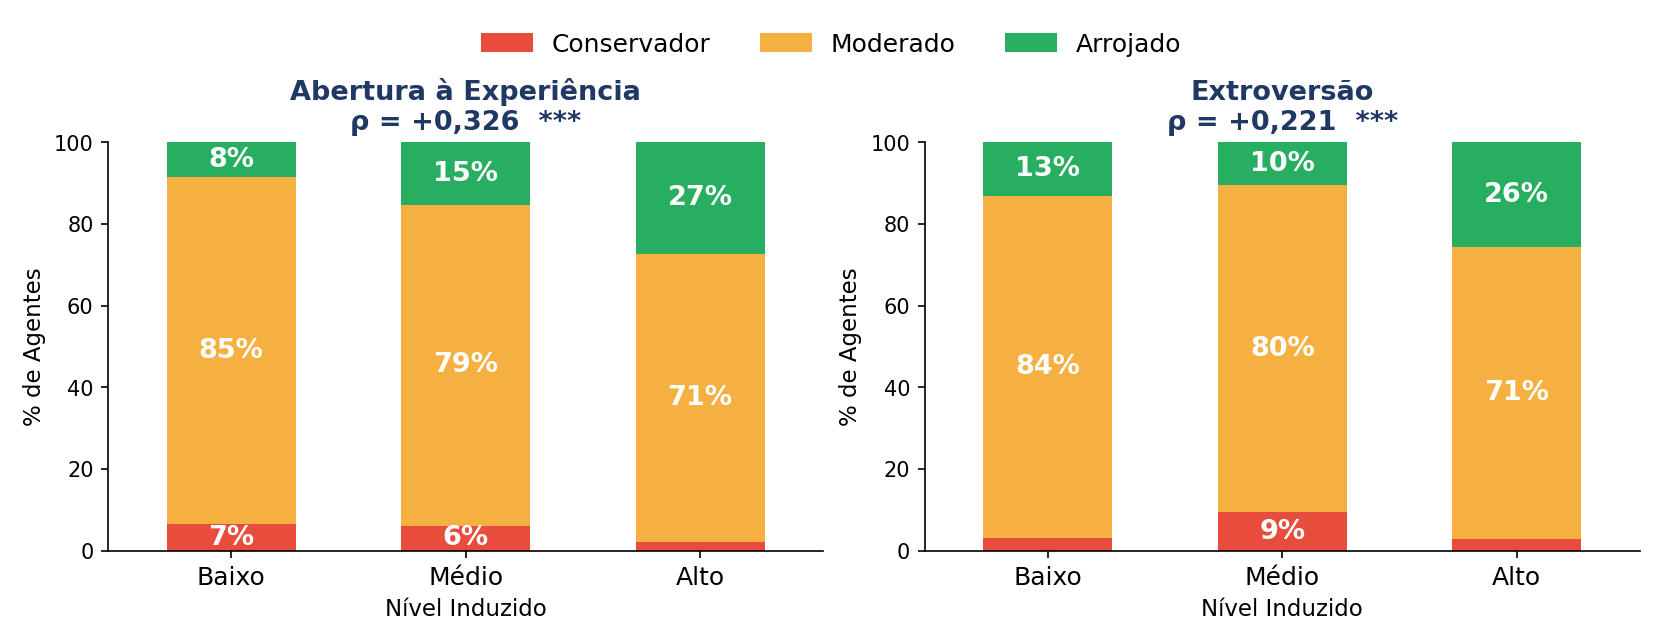 Conservador Moderado Arrojado
Abertura à Experiência
ρ = +0,326 ***
% de Agentes
100
80
60
40
20
0
8%
15%
27%
85%
79%
71%
7%
6%
Baixo Médio Alto
Nível Induzido
Extroversão
ρ = +0,221 ***
% de Agentes
100
80
60
40
20
0
13%
10%
26%
84%
80%
71%
9%
Baixo Médio Alto
Nível Induzido